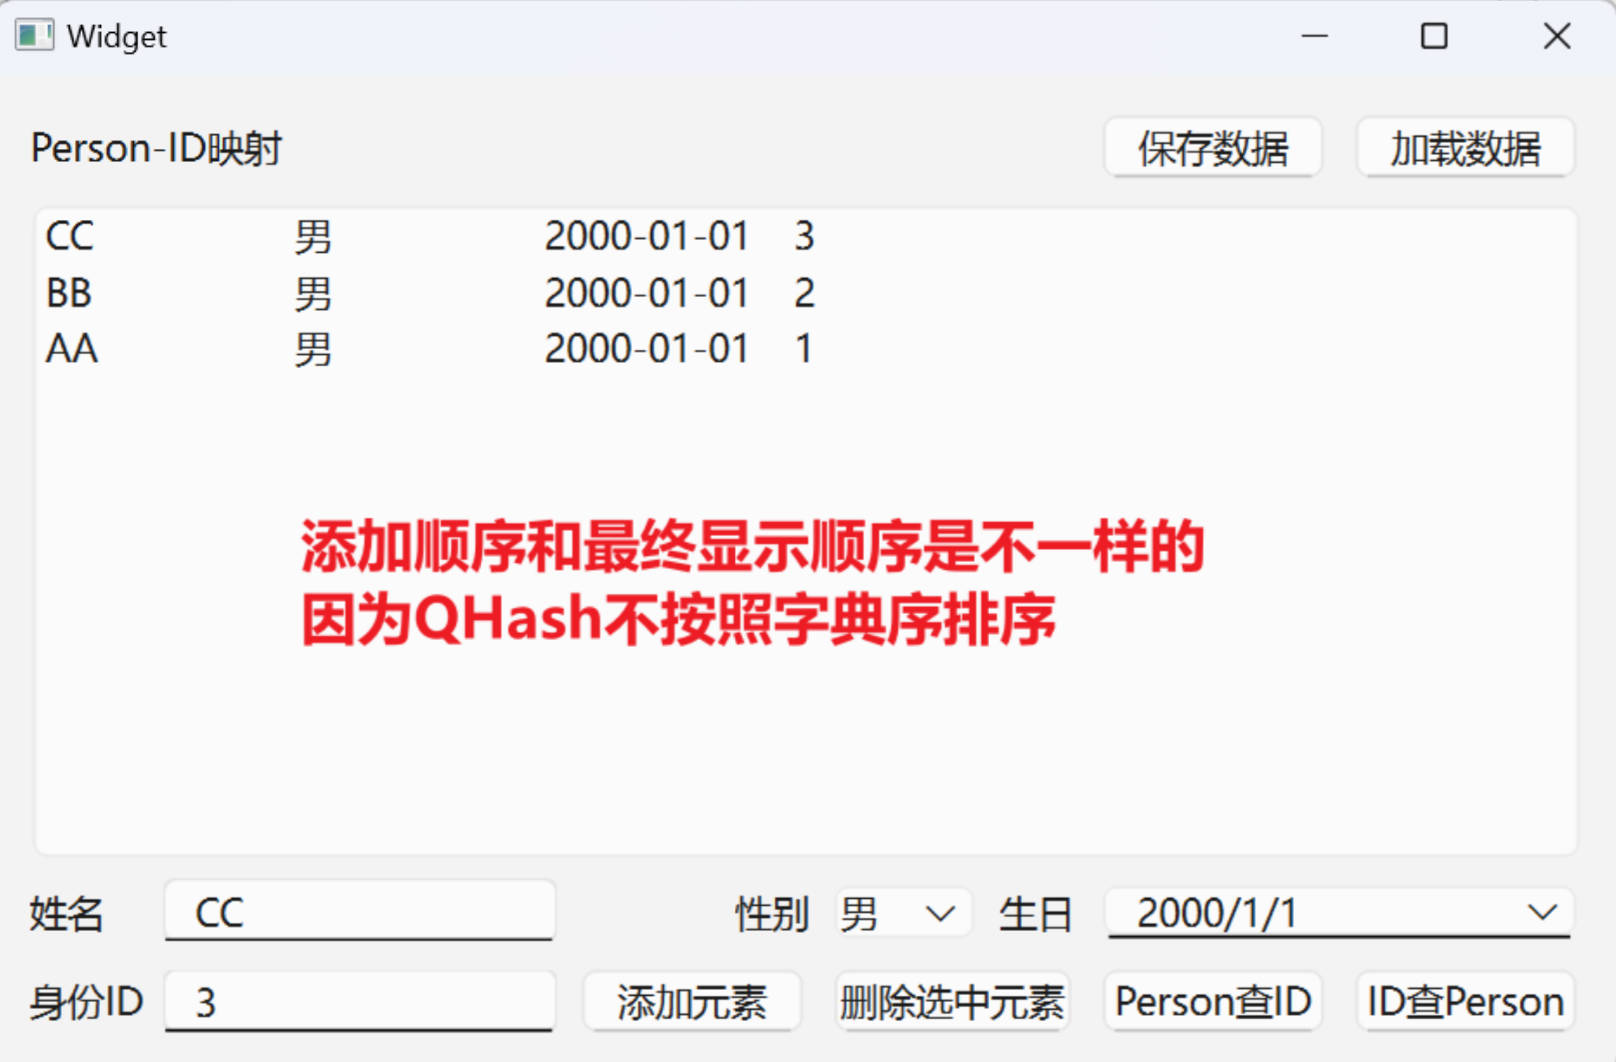 Widget
Person-ID映射
保存数据
加载数据
CC 男 2000-01-01 3
BB 男 2000-01-01 2
AA 男 2000-01-01 1
添加顺序和最终显示顺序是不一样的
因为QHash不按照字典序排序
姓名 CC 性别 男 生日 2000/1/1
身份ID 3 添加元素 删除选中元素 Person查ID ID查Person